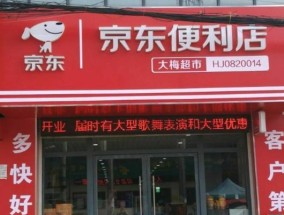 京东便利店
京东
大梅超市 HJ0820014
开业 届时有大型歌舞表演和大型优惠
多快好
客户第